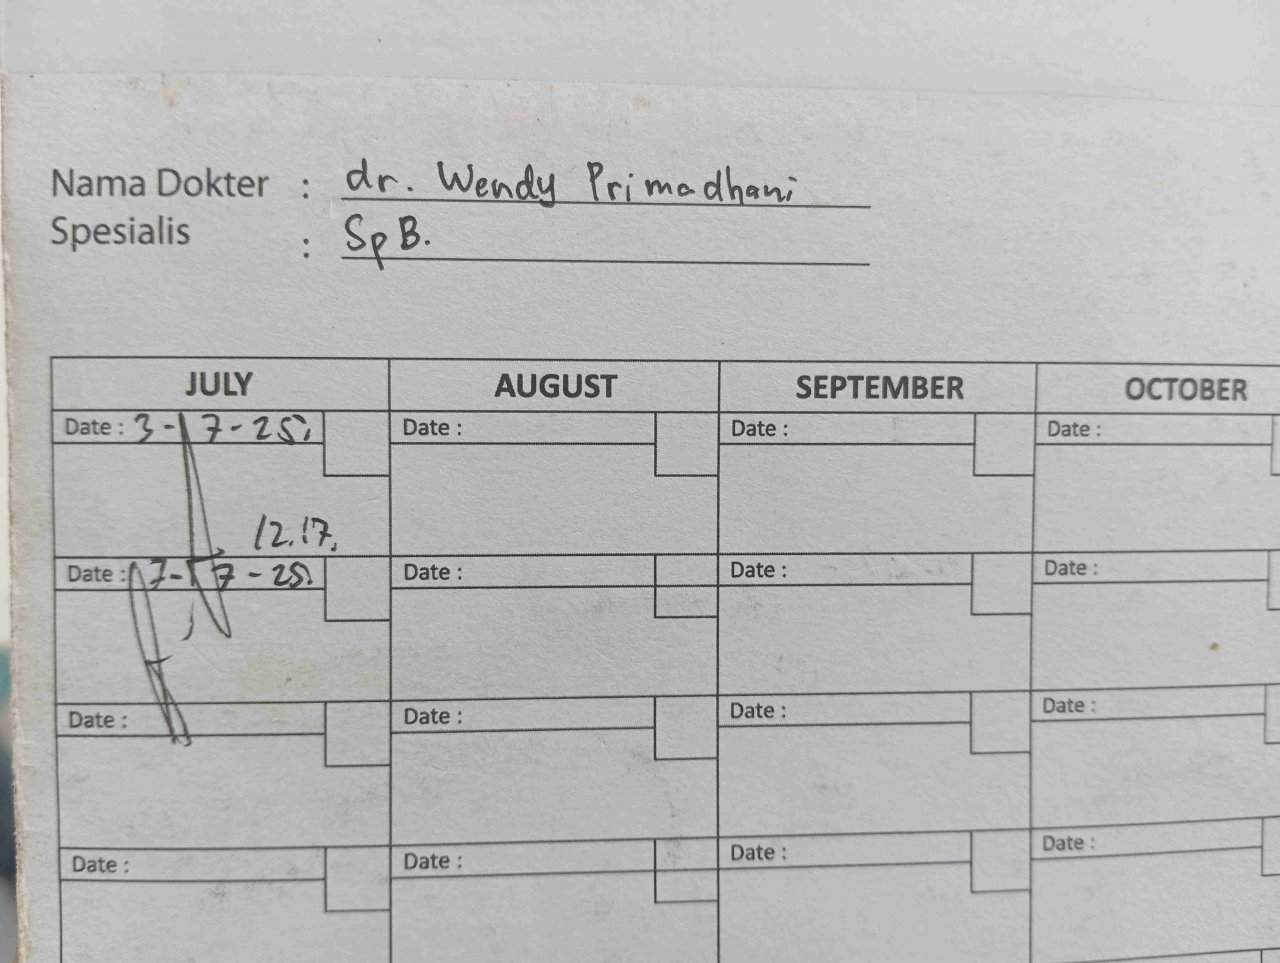 Nama Dokter : dr. Wendy Primadhani
Spesialis : Sp B.
JULY AUGUST SEPTEMBER OCTOBER
Date : 3-7-25. Date : Date : Date :
12.17.
Date : 7-7-25. Date : Date : Date :
Date : Date : Date : Date :
Date : Date : Date : Date :